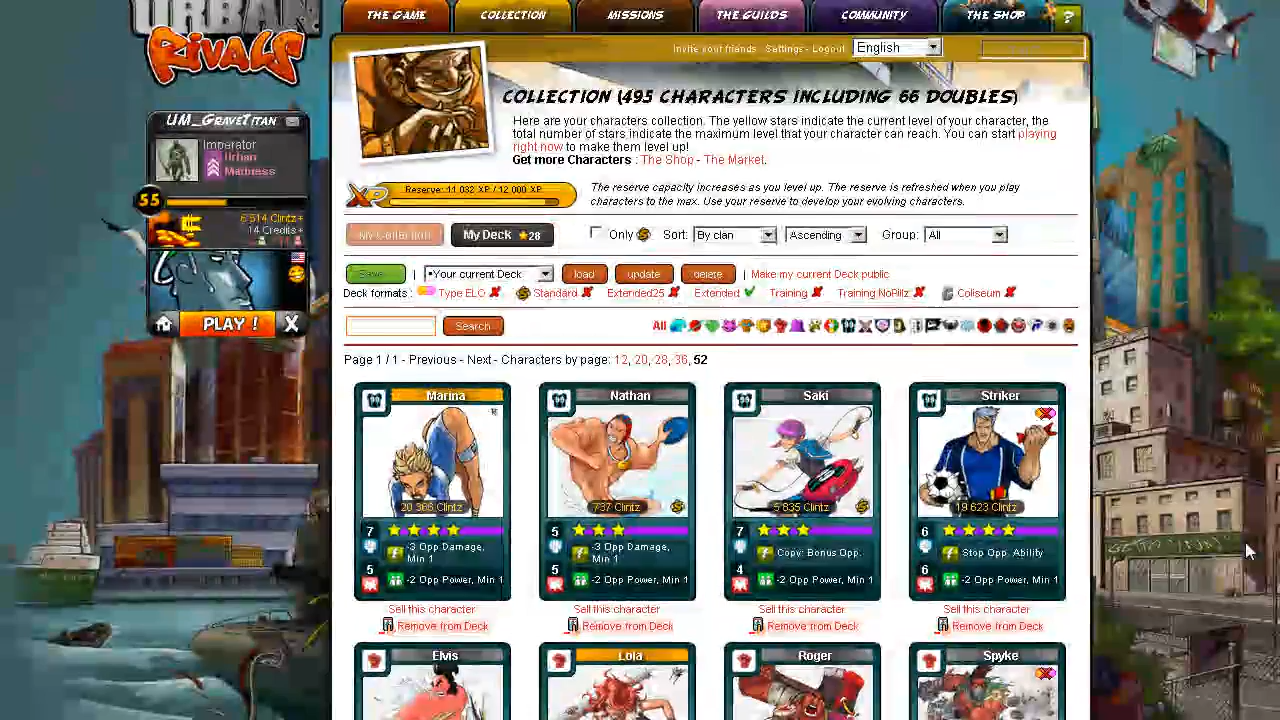 URBAN
RIVALS
THE GAME
COLLECTION
MISSIONS
THE GUILDS
COMMUNITY
THE SHOP
?
Invite your friends Settings - Logout English
COLLECTION (495 CHARACTERS INCLUDING 66 DOUBLES)
Here are your characters collection. The yellow stars indicate the current level of your character, the
total number of stars indicate the maximum level that your character can reach. You can start playing
right now to make them level up!
Get more Characters : The Shop - The Market.
UM_GraveTitan
Imperator
Urban
Madness
55
6 514 Clintz +
14 Credits +
PLAY ! X
XP Reserve: 11 032 XP / 12 000 XP
The reserve capacity increases as you level up. The reserve is refreshed when you play
characters to the max. Use your reserve to develop your evolving characters.
My Collection My Deck 28 Only Sort: By clan Ascending Group: All
Save | *Your current Deck load update delete | Make my current Deck public
Deck formats : Type ELO Standard Extended25 Extended Training Training NoPillz Coliseum
Search All
Page 1 / 1 - Previous - Next - Characters by page: 12, 20, 28, 36, 52
Marina
20 366 Clintz
7
-3 Opp Damage,
Min 1
5
-2 Opp Power, Min 1
Sell this character
Remove from Deck
Nathan
737 Clintz
5
-3 Opp Damage,
Min 1
5
-2 Opp Power, Min 1
Sell this character
Remove from Deck
Saki
5 835 Clintz
7
Copy: Bonus Opp.
4
-2 Opp Power, Min 1
Sell this character
Remove from Deck
Striker
19 623 Clintz
6
Stop Opp. Ability
6
-2 Opp Power, Min 1
Sell this character
Remove from Deck
Elvis
Lola
Roger
Spyke